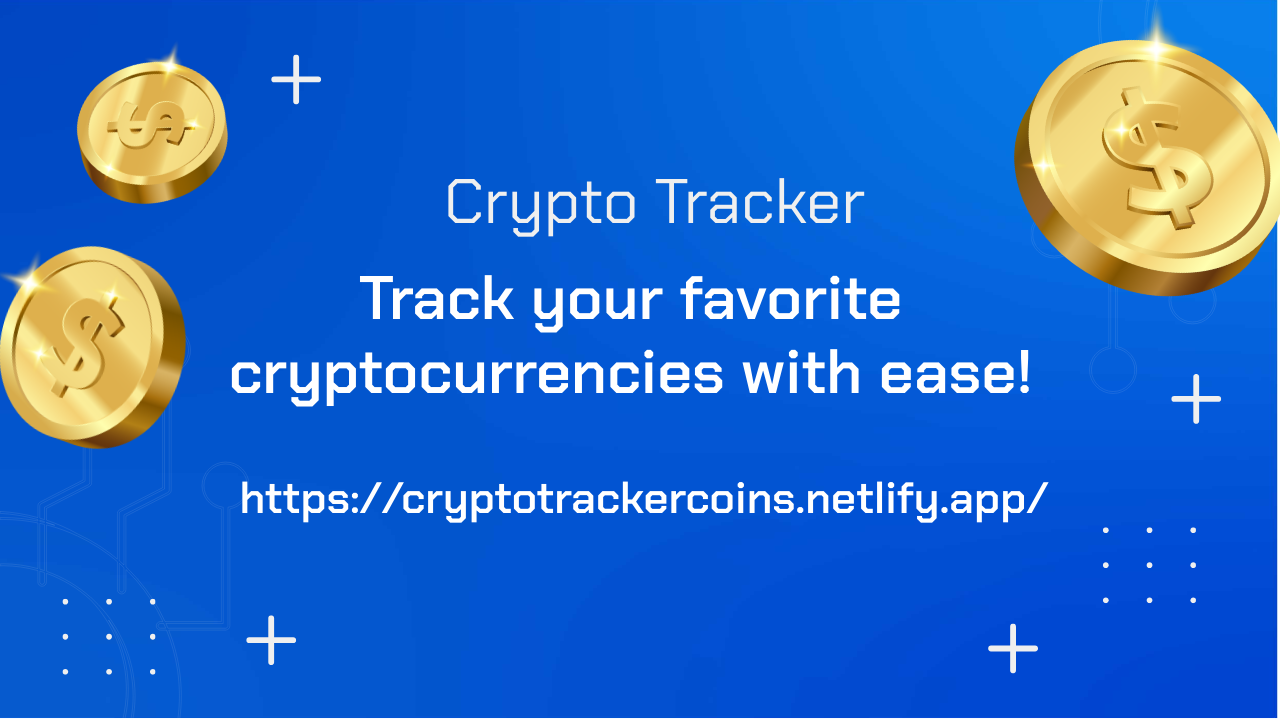 Crypto Tracker
Track your favorite
cryptocurrencies with ease!
https://cryptotrackercoins.netlify.app/